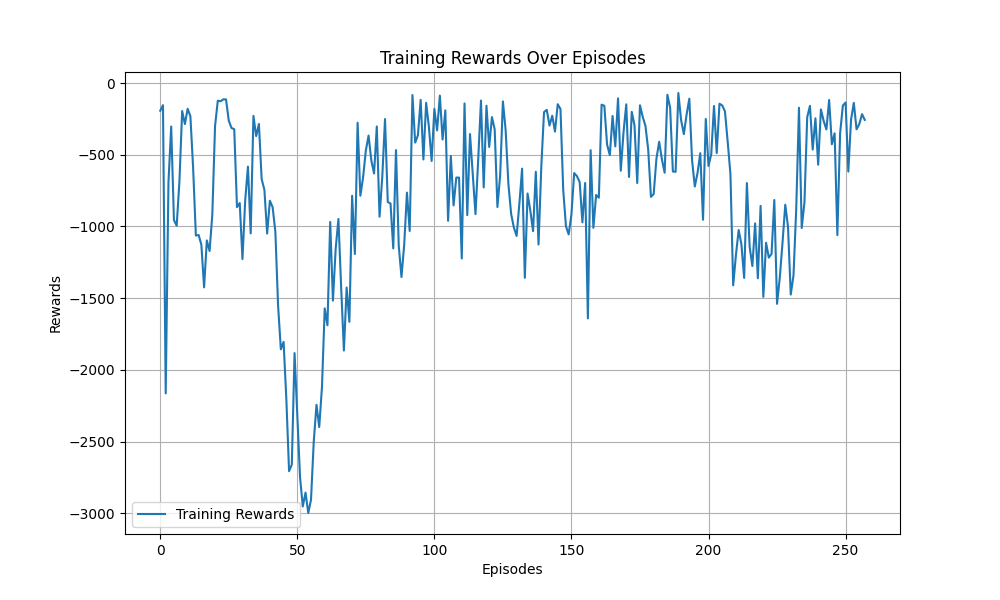 Training Rewards Over Episodes
0
−500
−1000
−1500
−2000
−2500
−3000
Rewards
Training Rewards
0 50 100 150 200 250
Episodes